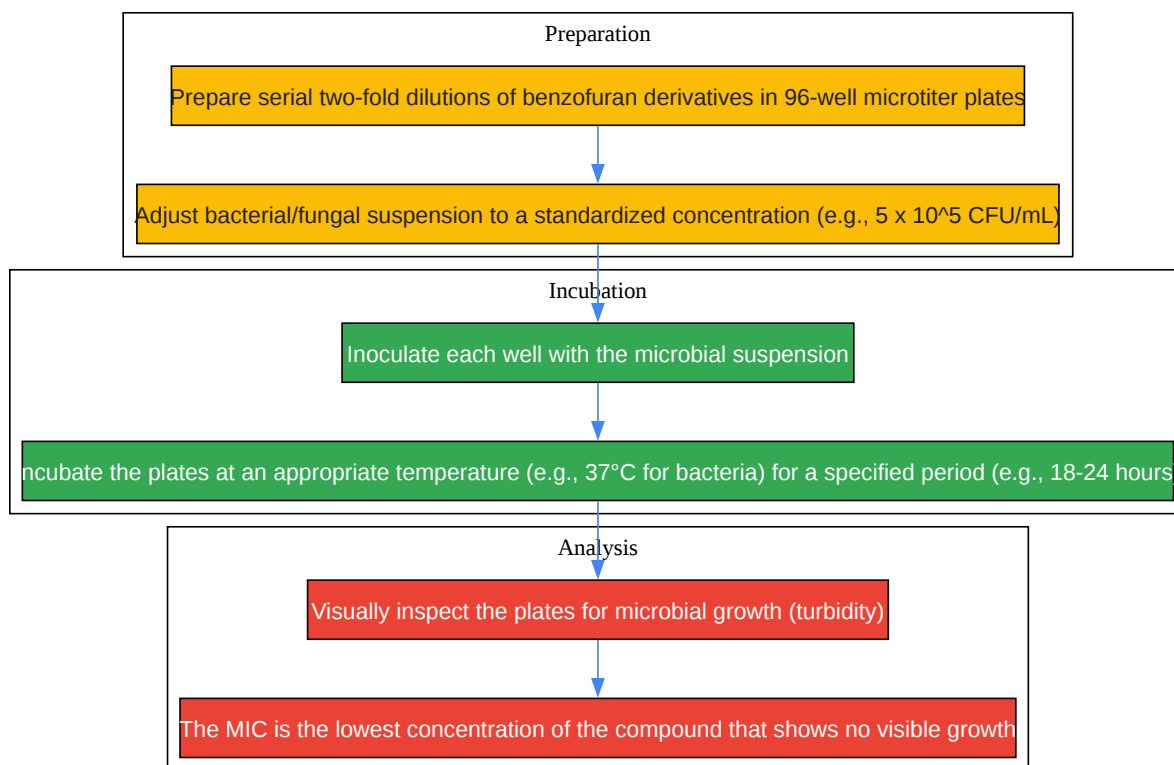 Preparation
Prepare serial two-fold dilutions of benzofuran derivatives in 96-well microtiter plates
Adjust bacterial/fungal suspension to a standardized concentration (e.g., 5 x 10^5 CFU/mL)
Incubation
Inoculate each well with the microbial suspension
ncubate the plates at an appropriate temperature (e.g., 37°C for bacteria) for a specified period (e.g., 18-24 hours)
Analysis
Visually inspect the plates for microbial growth (turbidity)
The MIC is the lowest concentration of the compound that shows no visible growth